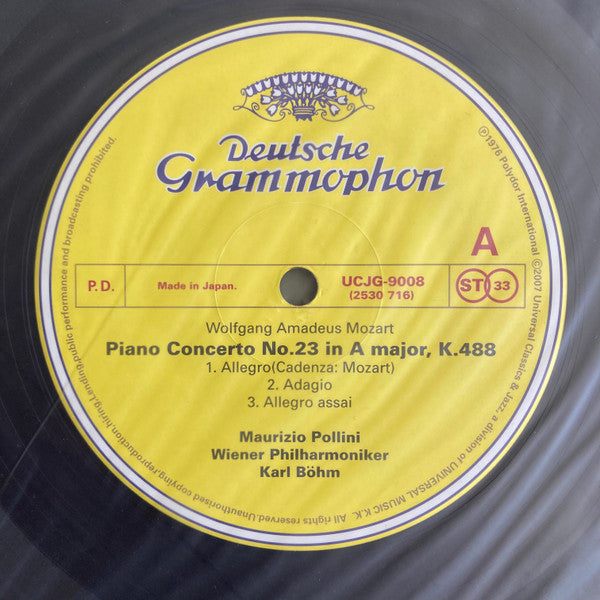 Deutsche
Grammophon
A
P.D.
Made in Japan.
UCJG-9008
(2530 716)
ST 33
Wolfgang Amadeus Mozart
Piano Concerto No.23 in A major, K.488
1. Allegro(Cadenza: Mozart)
2. Adagio
3. Allegro assai
Maurizio Pollini
Wiener Philharmoniker
Karl Böhm
Ⓟ1976 Polydor International ©2007 Universal Classics & Jazz, a division of UNIVERSAL MUSIC K.K. All rights reserved.Unauthorised copying,reproduction,hiring,Lending,public performance and broadcasting prohibited.